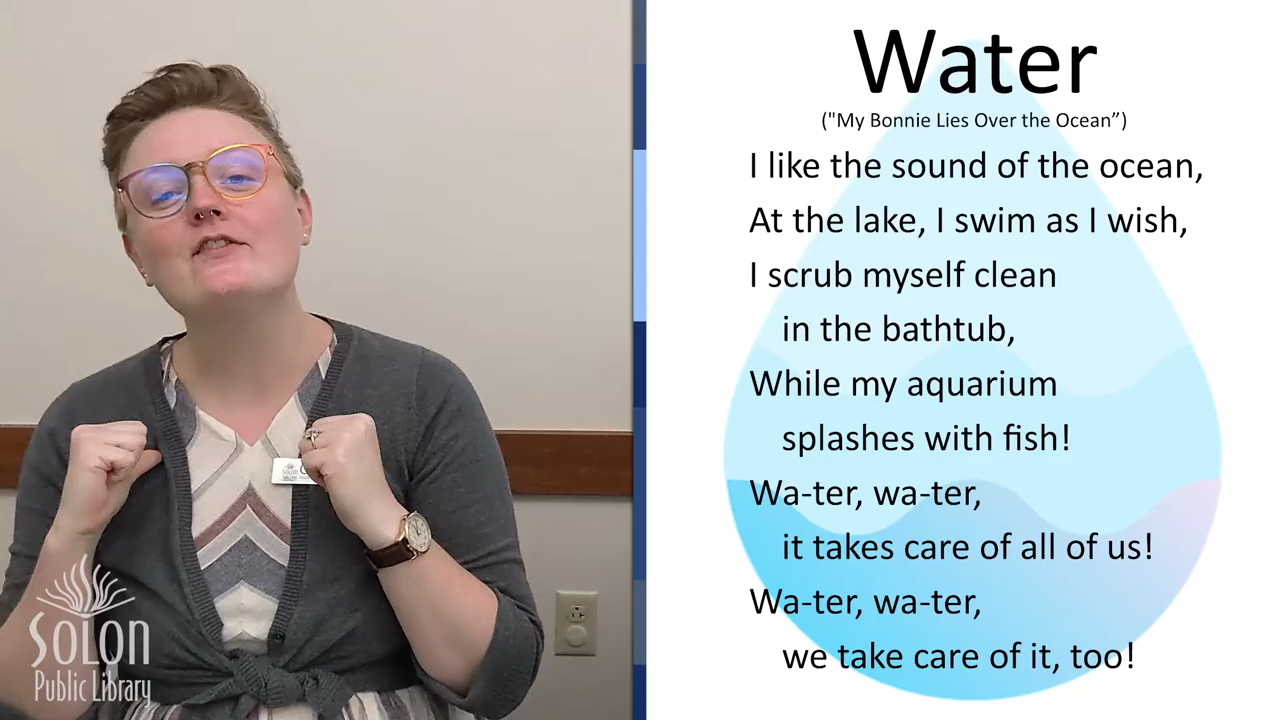 Water
("My Bonnie Lies Over the Ocean”)
I like the sound of the ocean,
At the lake, I swim as I wish,
I scrub myself clean
in the bathtub,
While my aquarium
splashes with fish!
Wa-ter, wa-ter,
it takes care of all of us!
Wa-ter, wa-ter,
we take care of it, too!
SOLON
Public Library